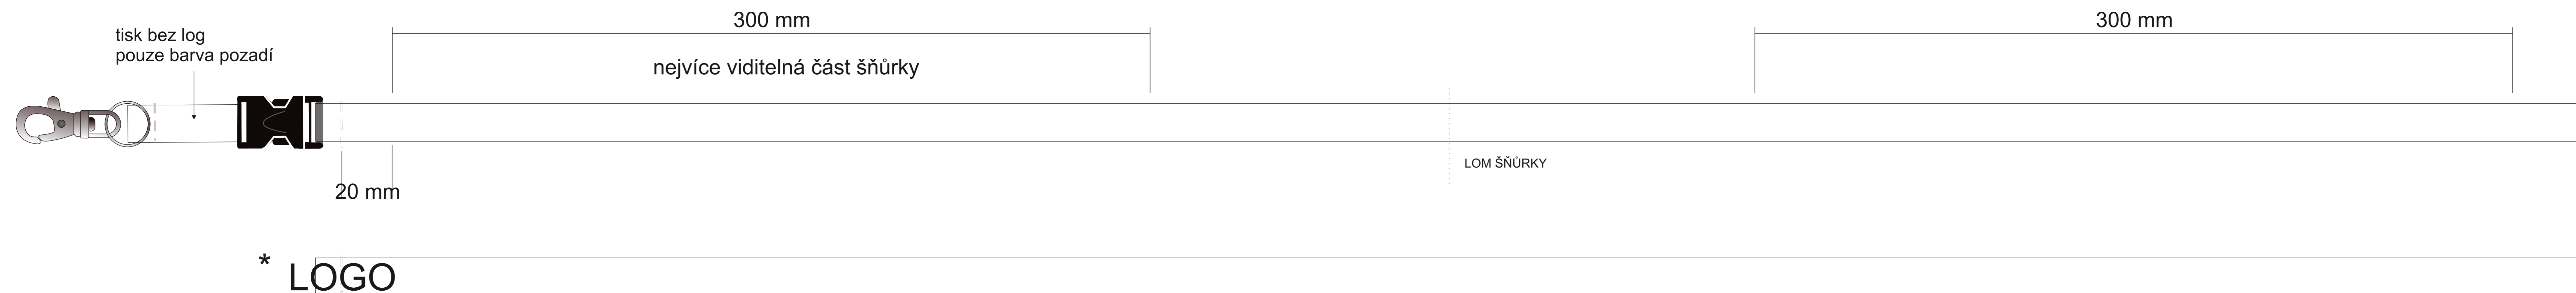 300 mm
300 mm
tisk bez log
pouze barva pozadí
nejvíce viditelná část šňůrky
LOM ŠŇŮRKY
20 mm
* LOGO